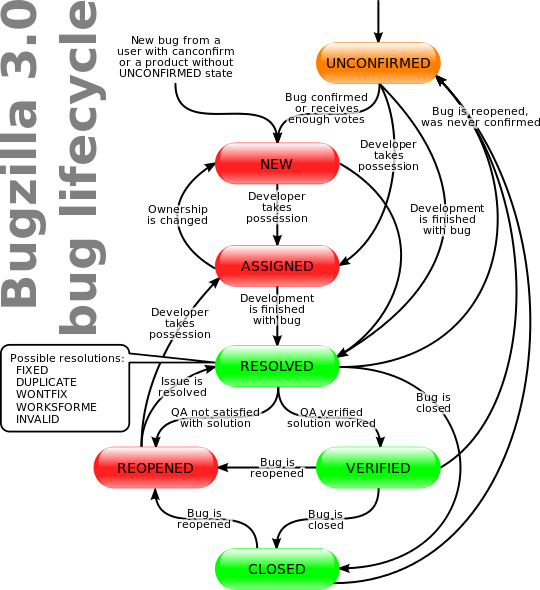 Bugzilla 3.0
bug lifecycle
New bug from a
user with canconfirm
or a product without
UNCONFIRMED state
UNCONFIRMED
Bug confirmed
or receives
enough votes
Bug is reopened,
was never confirmed
Developer
takes
possession
NEW
Developer
takes
possession
Ownership
is changed
Development
is finished
with bug
ASSIGNED
Development
is finished
with bug
Developer
takes
possession
Possible resolutions:
FIXED
DUPLICATE
WONTFIX
WORKSFORME
INVALID
RESOLVED
Issue is
resolved
Bug is
closed
QA not satisfied
with solution
QA verified
solution worked
REOPENED
Bug is
reopened
VERIFIED
Bug is
reopened
Bug is
closed
CLOSED